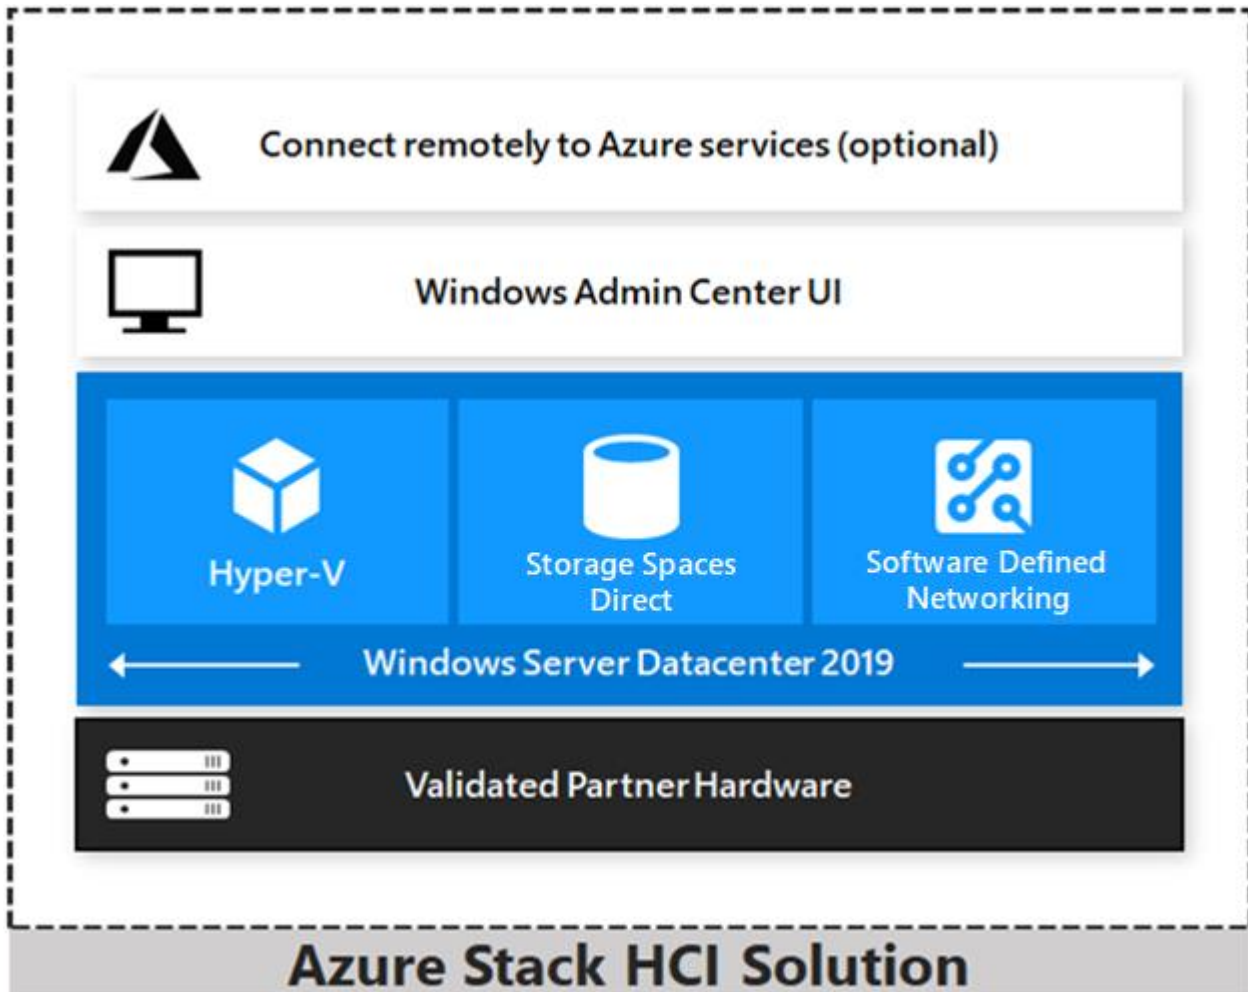 Connect remotely to Azure services (optional)
Windows Admin Center UI
Hyper-V
Storage Spaces
Direct
Software Defined
Networking
Windows Server Datacenter 2019
Validated Partner Hardware
Azure Stack HCI Solution